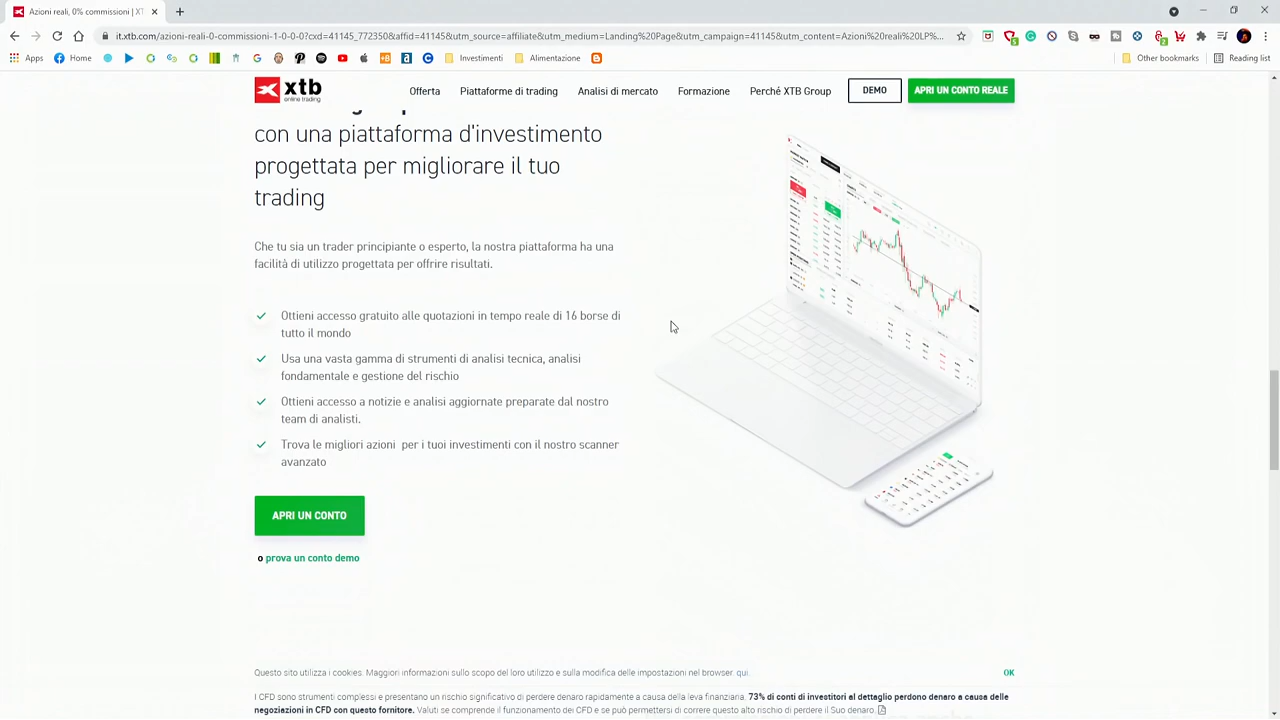 Azioni reali, 0% commissioni | XT
it.xtb.com/azioni-reali-0-commissioni-1-0-0-0?cxd=41145_772350&affid=41145&utm_source=affiliate&utm_medium=Landing%20Page&utm_campaign=41145&utm_content=Azioni%20reali%20LP%...
Apps Home Investimenti Alimentazione Other bookmarks Reading list
xtb
online trading
Offerta Piattaforme di trading Analisi di mercato Formazione Perché XTB Group DEMO APRI UN CONTO REALE
con una piattaforma d'investimento
progettata per migliorare il tuo
trading
Che tu sia un trader principiante o esperto, la nostra piattaforma ha una
facilità di utilizzo progettata per offrire risultati.
Ottieni accesso gratuito alle quotazioni in tempo reale di 16 borse di
tutto il mondo
Usa una vasta gamma di strumenti di analisi tecnica, analisi
fondamentale e gestione del rischio
Ottieni accesso a notizie e analisi aggiornate preparate dal nostro
team di analisti.
Trova le migliori azioni per i tuoi investimenti con il nostro scanner
avanzato
APRI UN CONTO
o prova un conto demo
Questo sito utilizza i cookies. Maggiori informazioni sullo scopo del loro utilizzo e sulla modifica delle impostazioni nel browser. qui. OK
I CFD sono strumenti complessi e presentano un rischio significativo di perdere denaro rapidamente a causa della leva finanziaria. 73% di conti di investitori al dettaglio perdono denaro a causa delle
negoziazioni in CFD con questo fornitore. Valuti se comprende il funzionamento dei CFD e se può permettersi di correre questo alto rischio di perdere il Suo denaro.